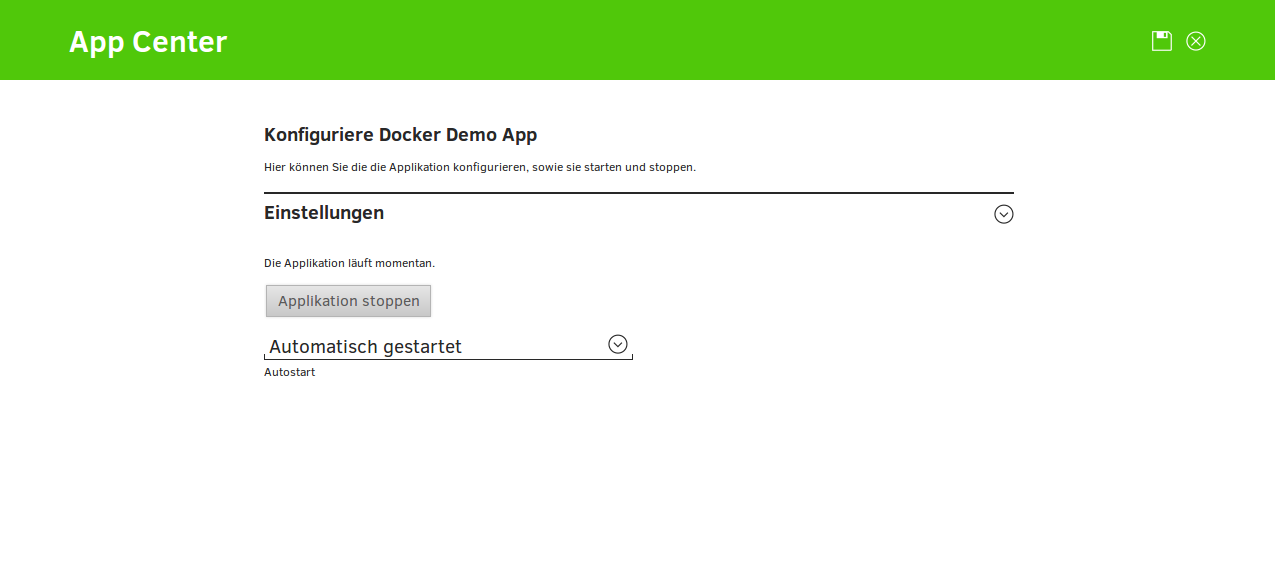 App Center
Konfiguriere Docker Demo App
Hier können Sie die die Applikation konfigurieren, sowie sie starten und stoppen.
Einstellungen
Die Applikation läuft momentan.
Applikation stoppen
Automatisch gestartet
Autostart